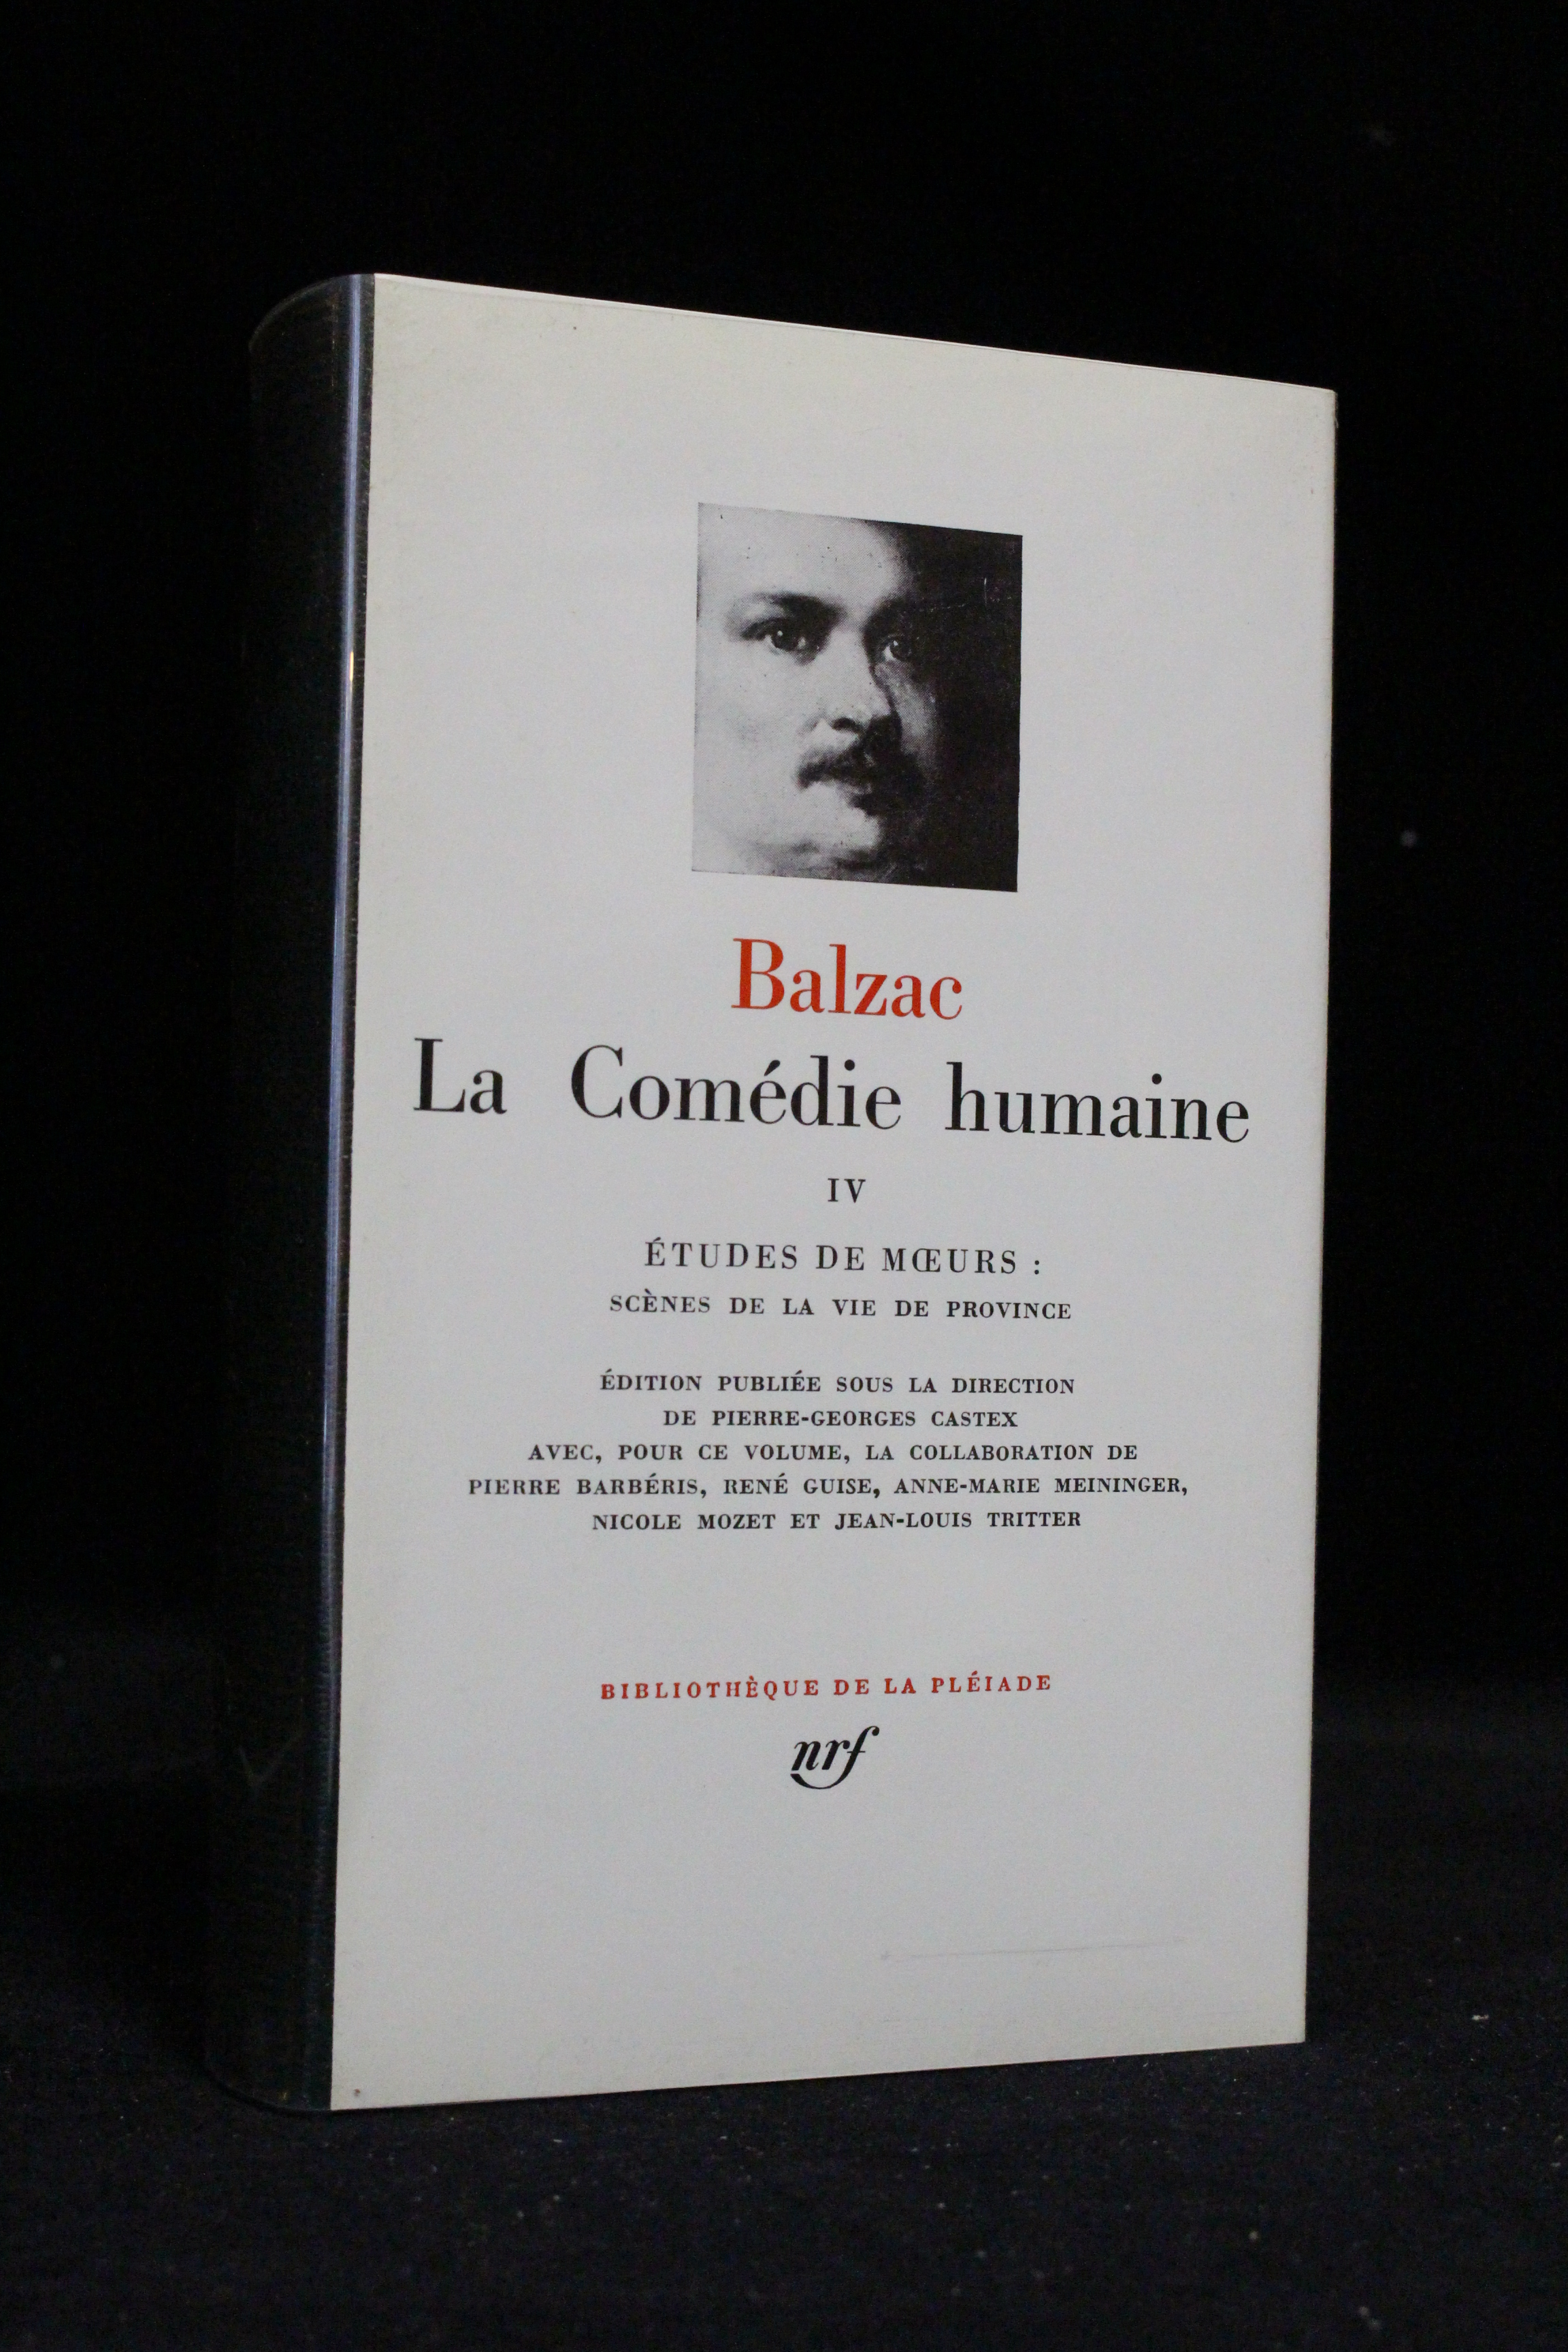 Balzac
La Comédie humaine
IV
ÉTUDES DE MŒURS :
SCÈNES DE LA VIE DE PROVINCE
ÉDITION PUBLIÉE SOUS LA DIRECTION
DE PIERRE-GEORGES CASTEX
AVEC, POUR CE VOLUME, LA COLLABORATION DE
PIERRE BARBÉRIS, RENÉ GUISE, ANNE-MARIE MEININGER,
NICOLE MOZET ET JEAN-LOUIS TRITTER
BIBLIOTHÈQUE DE LA PLÉIADE
nrf